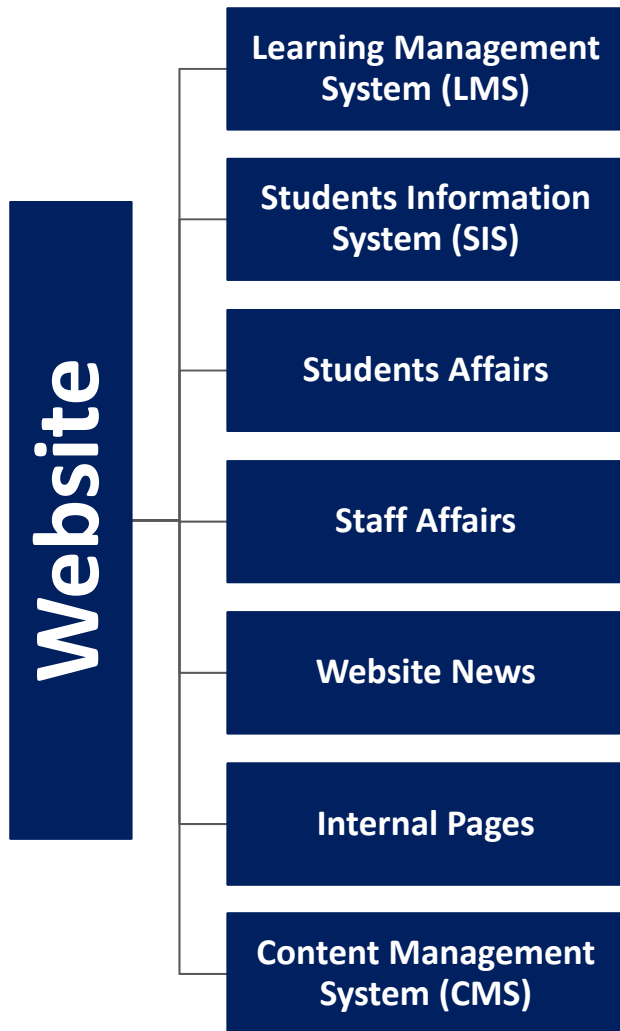 Website
Learning Management
System (LMS)
Students Information
System (SIS)
Students Affairs
Staff Affairs
Website News
Internal Pages
Content Management
System (CMS)